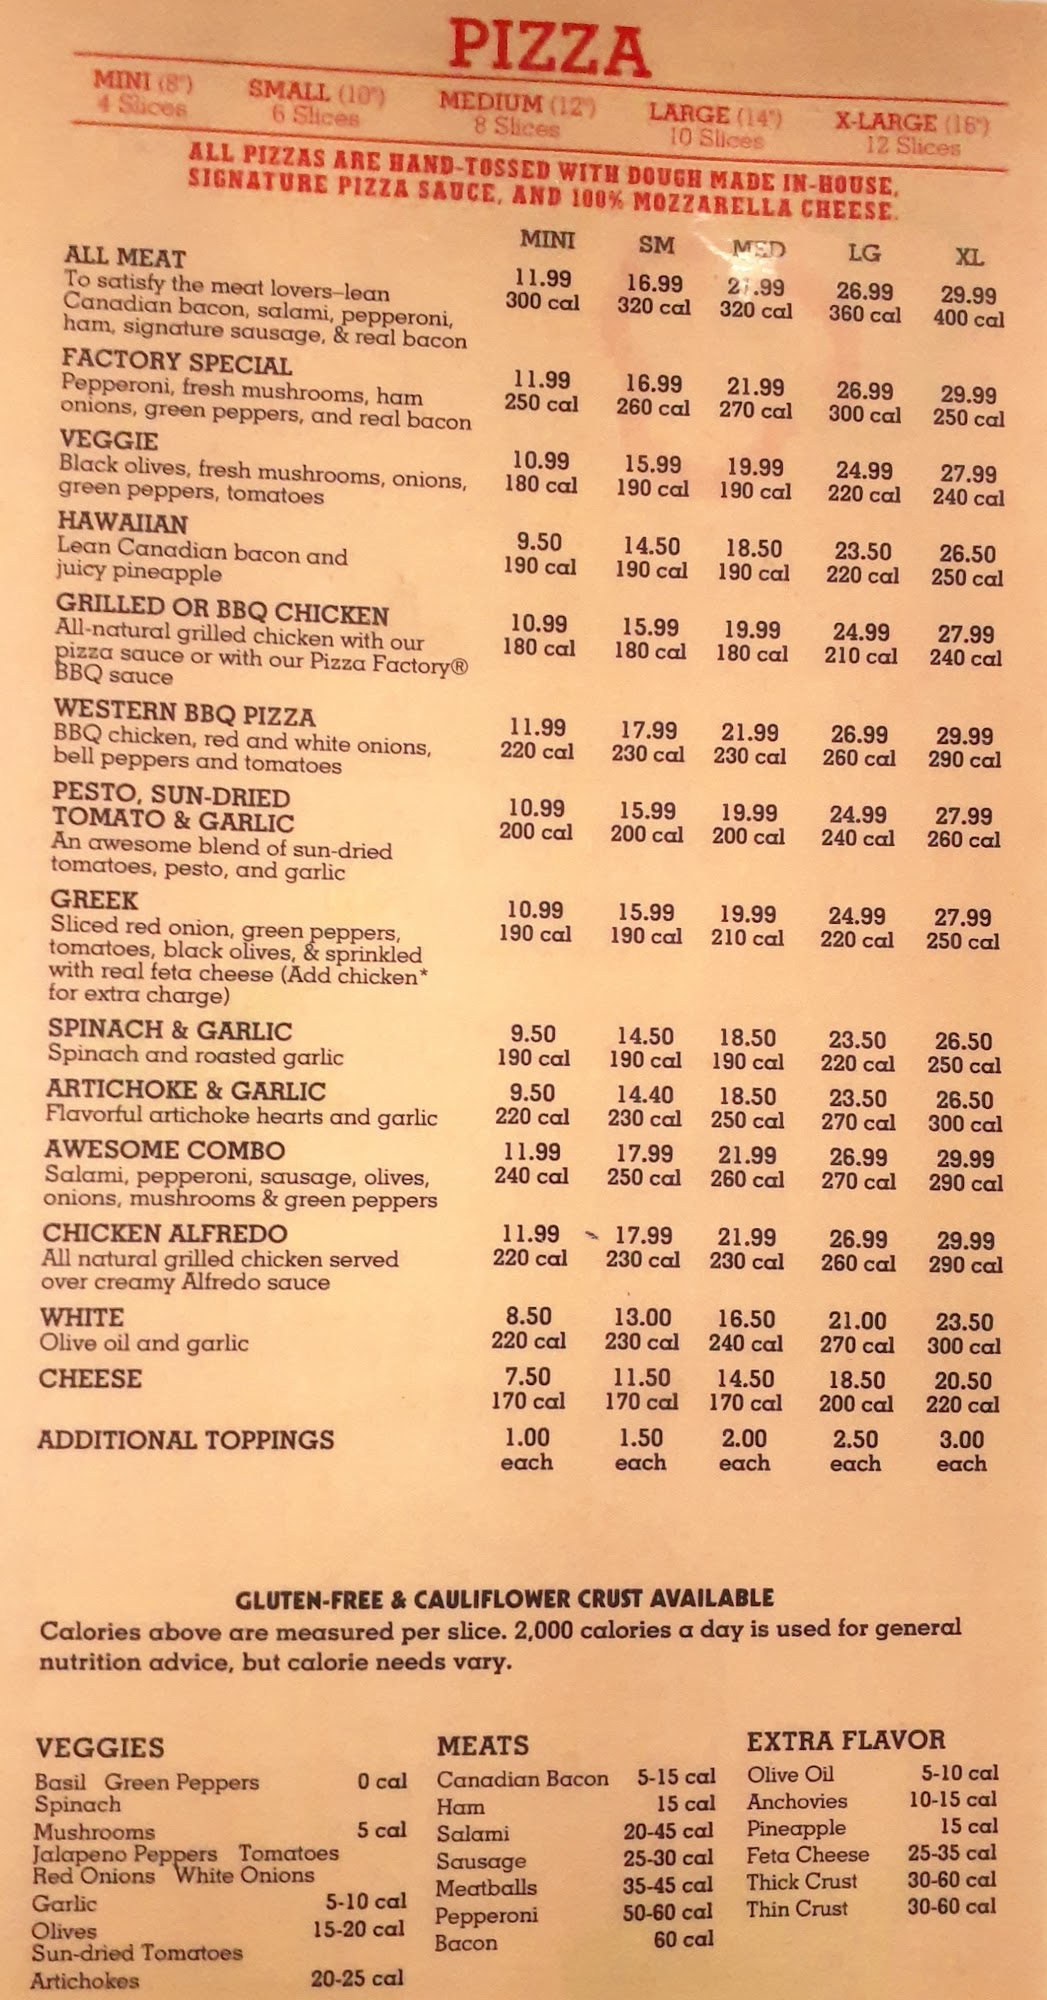 PIZZA
MINI (8") SMALL (10") MEDIUM (12") LARGE (14") X-LARGE (16")
4 Slices 6 Slices 8 Slices 10 Slices 12 Slices
ALL PIZZAS ARE HAND-TOSSED WITH DOUGH MADE IN-HOUSE,
SIGNATURE PIZZA SAUCE, AND 100% MOZZARELLA CHEESE.
MINI SM MED LG XL
ALL MEAT
To satisfy the meat lovers–lean
Canadian bacon, salami, pepperoni,
ham, signature sausage, & real bacon
11.99 16.99 21.99 26.99 29.99
300 cal 320 cal 320 cal 360 cal 400 cal
FACTORY SPECIAL
Pepperoni, fresh mushrooms, ham
onions, green peppers, and real bacon
11.99 16.99 21.99 26.99 29.99
250 cal 260 cal 270 cal 300 cal 250 cal
VEGGIE
Black olives, fresh mushrooms, onions,
green peppers, tomatoes
10.99 15.99 19.99 24.99 27.99
180 cal 190 cal 190 cal 220 cal 240 cal
HAWAIIAN
Lean Canadian bacon and
juicy pineapple
9.50 14.50 18.50 23.50 26.50
190 cal 190 cal 190 cal 220 cal 250 cal
GRILLED OR BBQ CHICKEN
All-natural grilled chicken with our
pizza sauce or with our Pizza Factory®
BBQ sauce
10.99 15.99 19.99 24.99 27.99
180 cal 180 cal 180 cal 210 cal 240 cal
WESTERN BBQ PIZZA
BBQ chicken, red and white onions,
bell peppers and tomatoes
11.99 17.99 21.99 26.99 29.99
220 cal 230 cal 230 cal 260 cal 290 cal
PESTO, SUN-DRIED
TOMATO & GARLIC
An awesome blend of sun-dried
tomatoes, pesto, and garlic
10.99 15.99 19.99 24.99 27.99
200 cal 200 cal 200 cal 240 cal 260 cal
GREEK
Sliced red onion, green peppers,
tomatoes, black olives, & sprinkled
with real feta cheese (Add chicken*
for extra charge)
10.99 15.99 19.99 24.99 27.99
190 cal 190 cal 210 cal 220 cal 250 cal
SPINACH & GARLIC
Spinach and roasted garlic
9.50 14.50 18.50 23.50 26.50
190 cal 190 cal 190 cal 220 cal 250 cal
ARTICHOKE & GARLIC
Flavorful artichoke hearts and garlic
9.50 14.40 18.50 23.50 26.50
220 cal 230 cal 250 cal 270 cal 300 cal
AWESOME COMBO
Salami, pepperoni, sausage, olives,
onions, mushrooms & green peppers
11.99 17.99 21.99 26.99 29.99
240 cal 250 cal 260 cal 270 cal 290 cal
CHICKEN ALFREDO
All natural grilled chicken served
over creamy Alfredo sauce
11.99 17.99 21.99 26.99 29.99
220 cal 230 cal 230 cal 260 cal 290 cal
WHITE
Olive oil and garlic
8.50 13.00 16.50 21.00 23.50
220 cal 230 cal 240 cal 270 cal 300 cal
CHEESE
7.50 11.50 14.50 18.50 20.50
170 cal 170 cal 170 cal 200 cal 220 cal
ADDITIONAL TOPPINGS
1.00 1.50 2.00 2.50 3.00
each each each each each
GLUTEN-FREE & CAULIFLOWER CRUST AVAILABLE
Calories above are measured per slice. 2,000 calories a day is used for general
nutrition advice, but calorie needs vary.
VEGGIES
Basil Green Peppers 0 cal
Spinach
Mushrooms 5 cal
Jalapeno Peppers Tomatoes
Red Onions White Onions
Garlic 5-10 cal
Olives 15-20 cal
Sun-dried Tomatoes
Artichokes 20-25 cal
MEATS
Canadian Bacon 5-15 cal
Ham 15 cal
Salami 20-45 cal
Sausage 25-30 cal
Meatballs 35-45 cal
Pepperoni 50-60 cal
Bacon 60 cal
EXTRA FLAVOR
Olive Oil 5-10 cal
Anchovies 10-15 cal
Pineapple 15 cal
Feta Cheese 25-35 cal
Thick Crust 30-60 cal
Thin Crust 30-60 cal